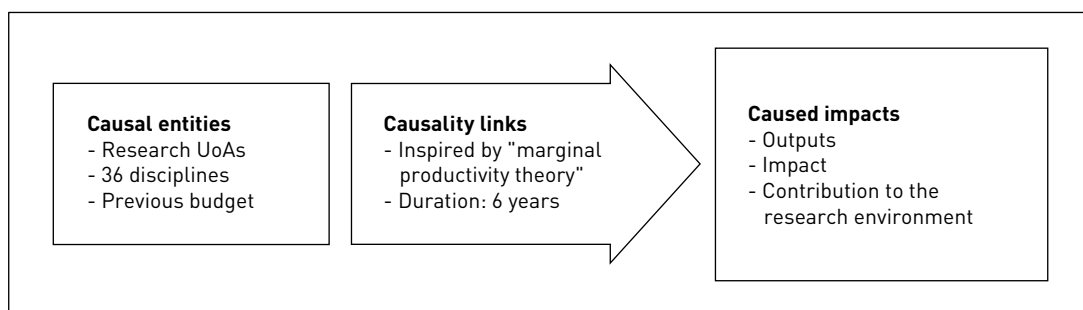 Causal entities
- Research UoAs
- 36 disciplines
- Previous budget
Causality links
- Inspired by "marginal
productivity theory"
- Duration: 6 years
Caused impacts
- Outputs
- Impact
- Contribution to the
research environment